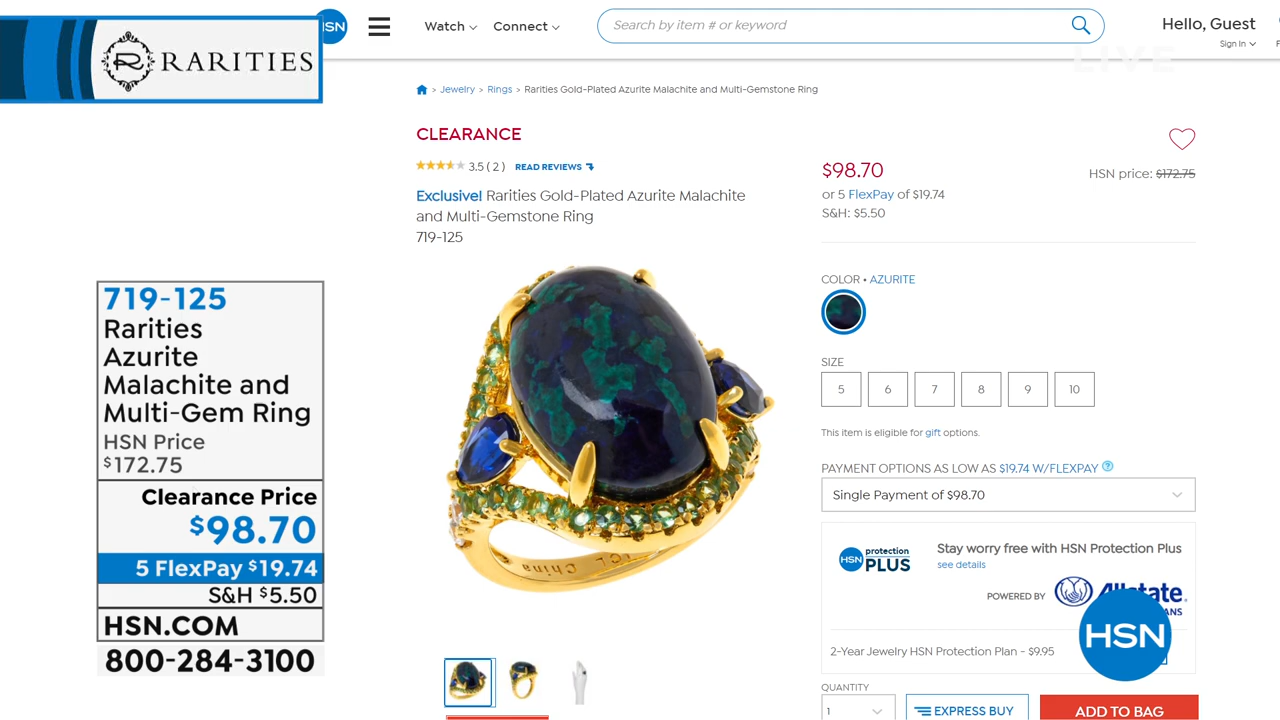 RARITIES
HSN
Watch
Connect
Search by item # or keyword
Hello, Guest
Sign In
LIVE
> Jewelry > Rings > Rarities Gold-Plated Azurite Malachite and Multi-Gemstone Ring
CLEARANCE
3.5 ( 2 ) READ REVIEWS
Exclusive! Rarities Gold-Plated Azurite Malachite
and Multi-Gemstone Ring
719-125
$98.70
HSN price: $172.75
or 5 FlexPay of $19.74
S&H: $5.50
COLOR • AZURITE
SIZE
5 6 7 8 9 10
This item is eligible for gift options.
PAYMENT OPTIONS AS LOW AS $19.74 W/FLEXPAY ?
Single Payment of $98.70
HSN protection
PLUS
Stay worry free with HSN Protection Plus
see details
POWERED BY
HSN
2-Year Jewelry HSN Protection Plan - $9.95
QUANTITY
1
EXPRESS BUY
ADD TO BAG
China
719-125
Rarities
Azurite
Malachite and
Multi-Gem Ring
HSN Price
$172.75
Clearance Price
$98.70
5 FlexPay $19.74
S&H $5.50
HSN.COM
800-284-3100